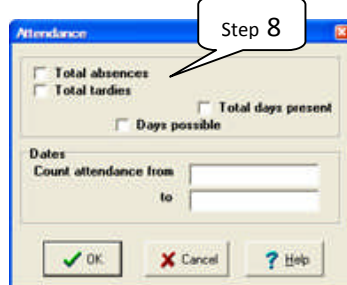 Step 8
Attendance
Total absences
Total tardies
Total days present
Days possible
Dates
Count attendance from
to
OK
Cancel
? Help